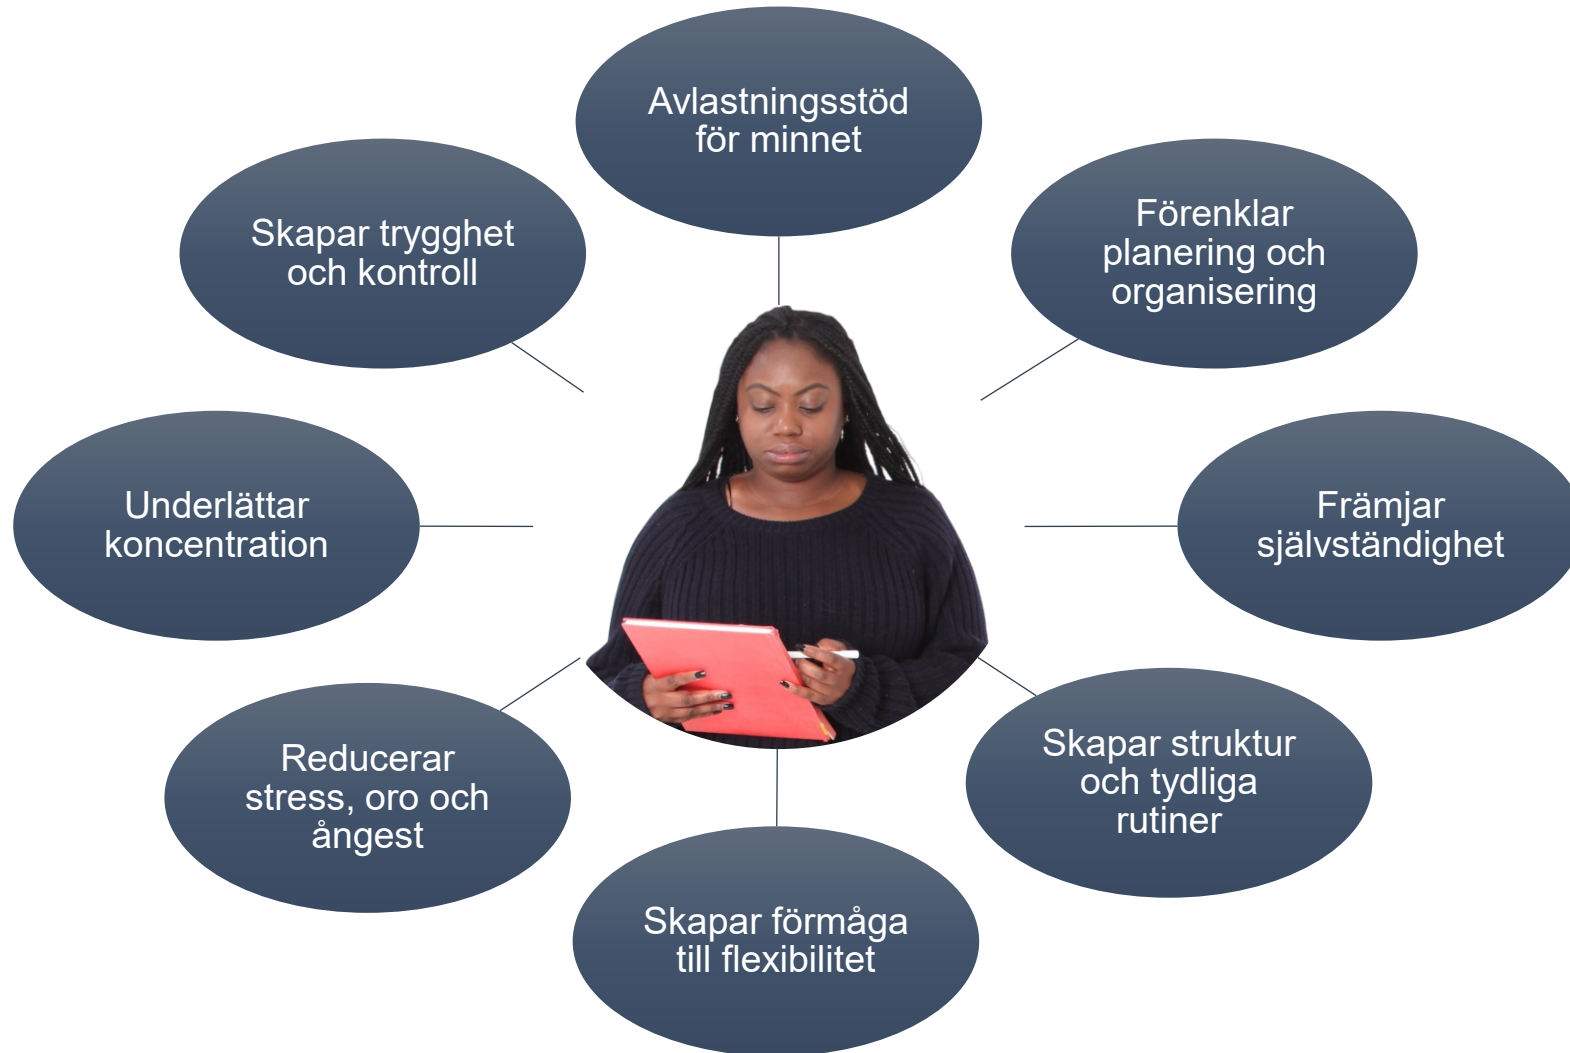 Avlastningsstöd
för minnet
Förenklar
planering och
organisering
Främjar
självständighet
Skapar struktur
och tydliga
rutiner
Skapar förmåga
till flexibilitet
Reducerar
stress, oro och
ångest
Underlättar
koncentration
Skapar trygghet
och kontroll